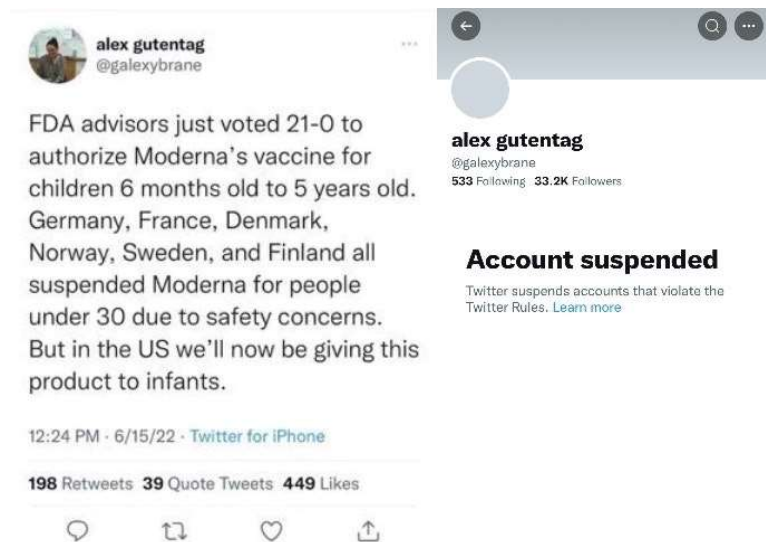 alex gutentag
@galexybrane
FDA advisors just voted 21-0 to
authorize Moderna's vaccine for
children 6 months old to 5 years old.
Germany, France, Denmark,
Norway, Sweden, and Finland all
suspended Moderna for people
under 30 due to safety concerns.
But in the US we'll now be giving this
product to infants.
12:24 PM · 6/15/22 · Twitter for iPhone
198 Retweets 39 Quote Tweets 449 Likes
alex gutentag
@galexybrane
533 Following 33.2K Followers
Account suspended
Twitter suspends accounts that violate the
Twitter Rules. Learn more